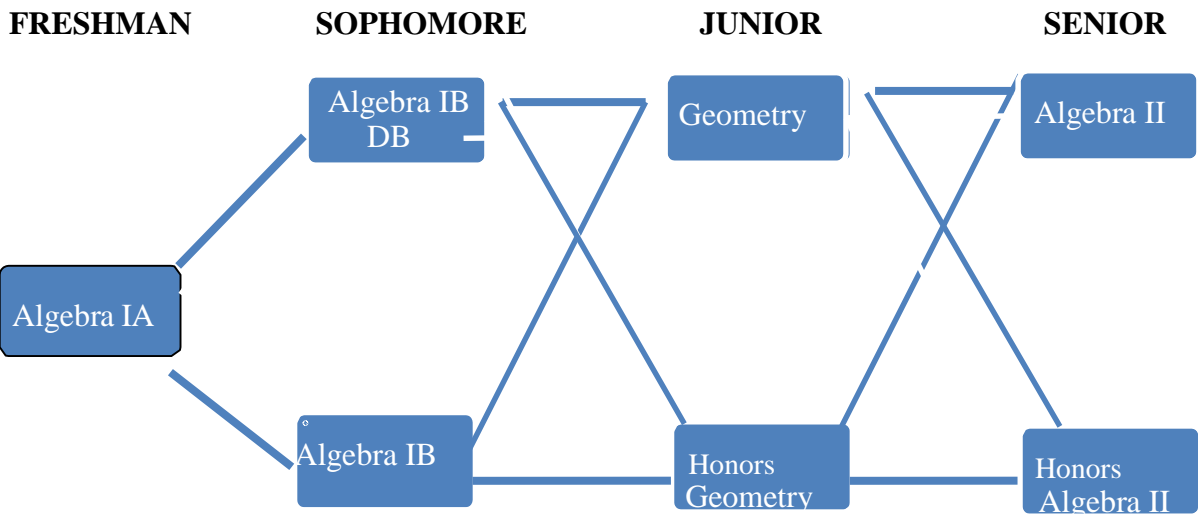 FRESHMAN SOPHOMORE JUNIOR SENIOR
Algebra IB
DB
Geometry
Algebra II
Algebra IA
Algebra IB
Honors
Geometry
Honors
Algebra II